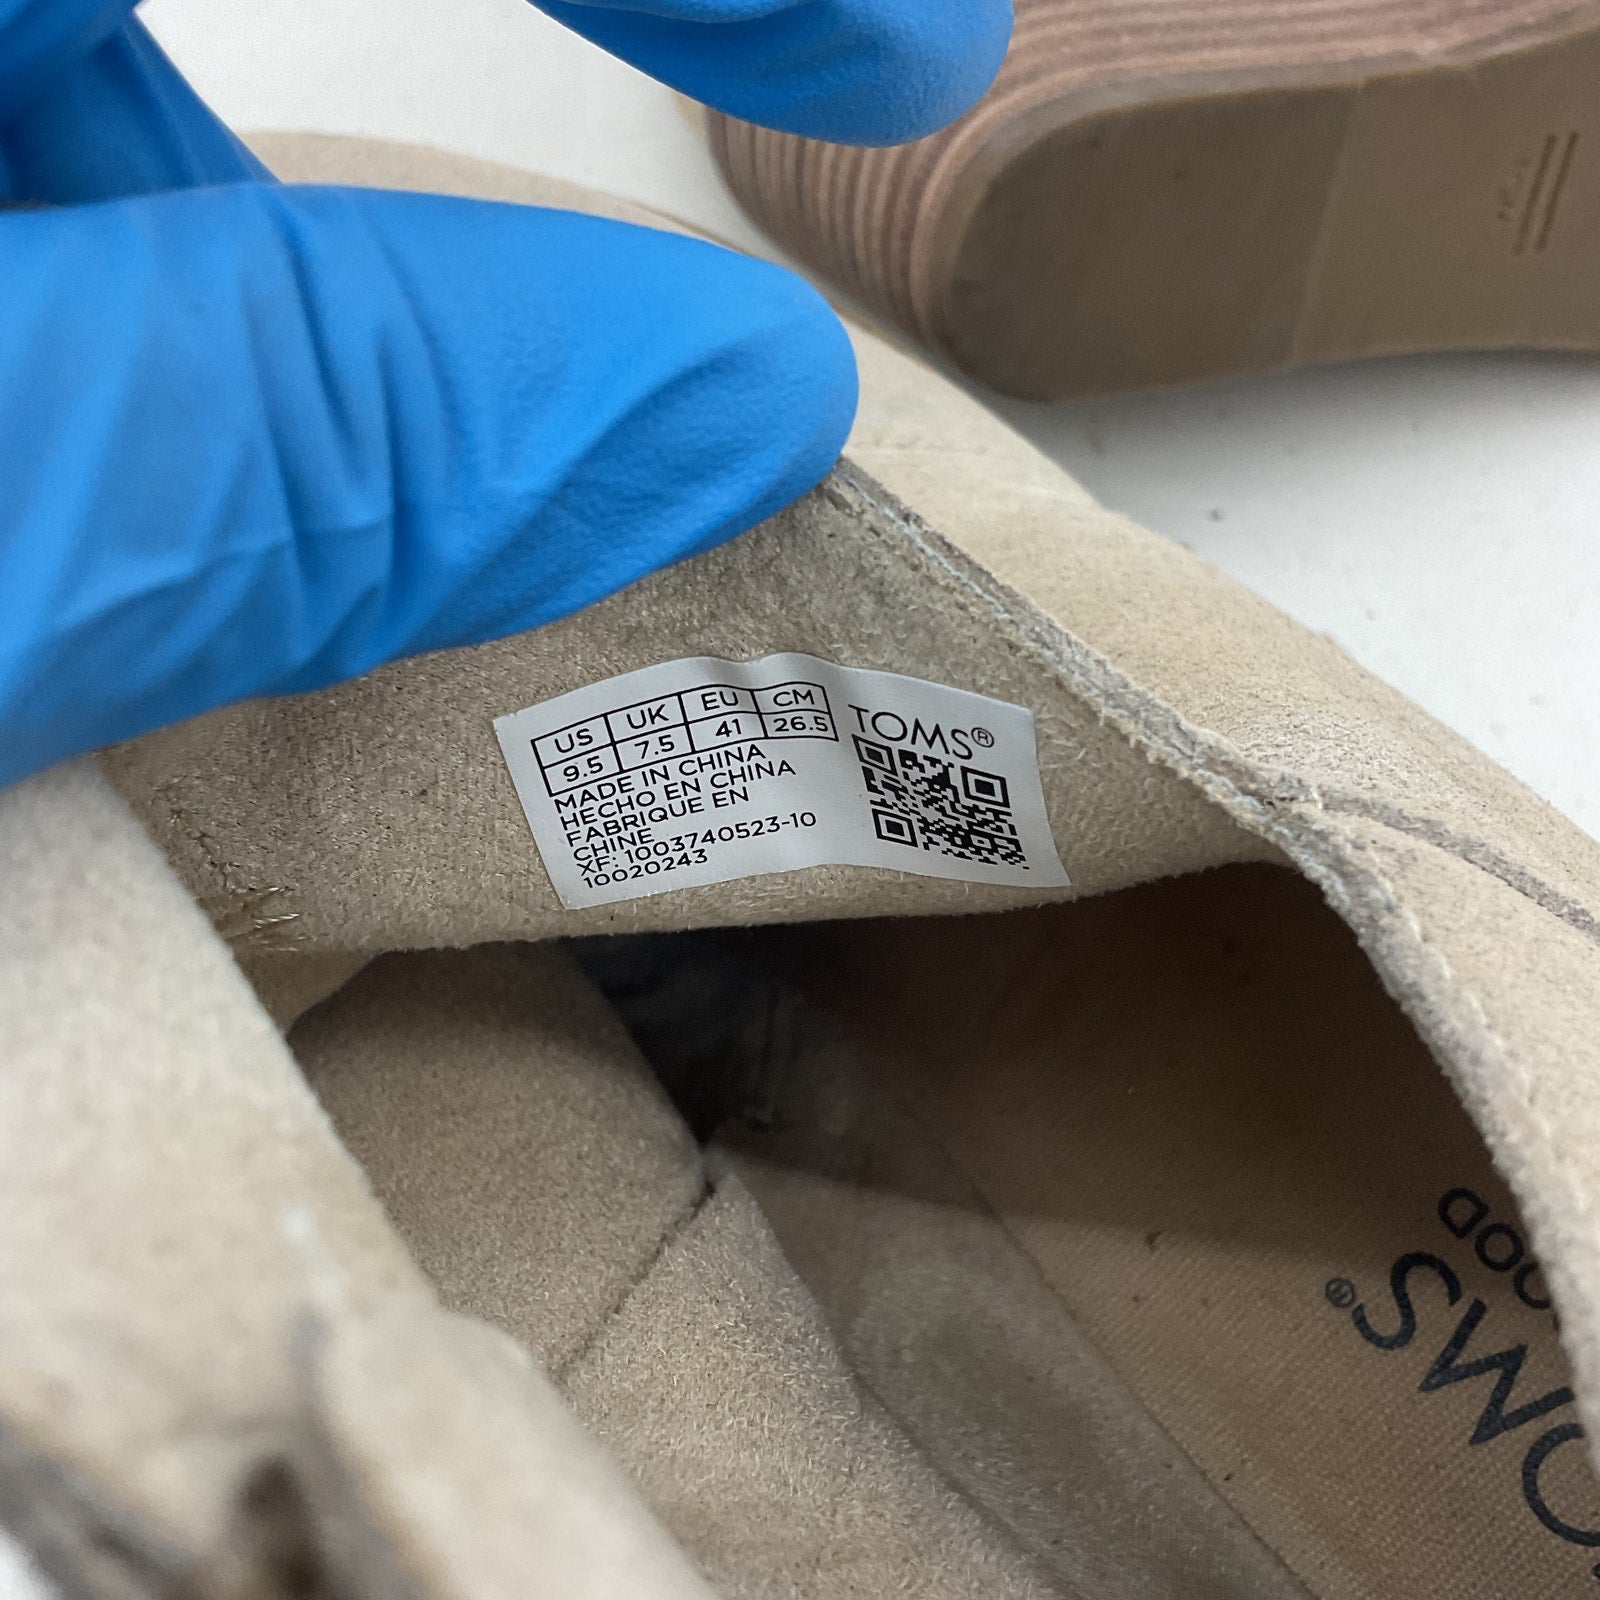 US UK EU CM
9.5 7.5 41 26.5
MADE IN CHINA
HECHO EN CHINA
FABRIQUE EN
CHINE
XF: 1003740523-10
10020243
TOMS®